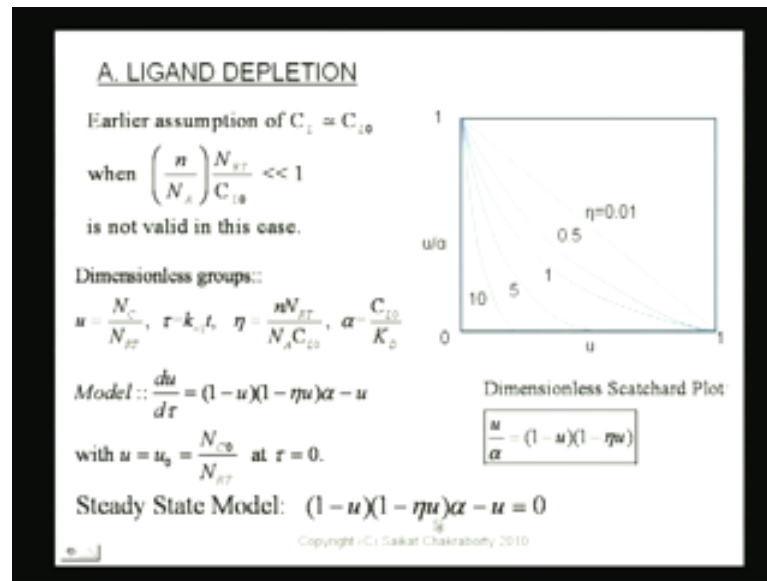 A. LIGAND DEPLETION
Earlier assumption of C_L ≃ C_L0
when (n/N_A) N_RT/C_L0 << 1
is not valid in this case.
Dimensionless groups::
u = N_C/N_RT, τ=k_-1 t, η = nN_RT/N_A C_L0, α = C_L0/K_D
Model :: du/dτ = (1-u)(1-ηu)α - u
with u = u_0 = N_C0/N_RT at τ = 0.
Steady State Model: (1-u)(1-ηu)α - u = 0
1
η=0.01
0.5
u/α
1
5
10
0
u
1
Dimensionless Scatchard Plot
u/α = (1-u)(1-ηu)
Copyright (C) Saikat Chakraborty 2010